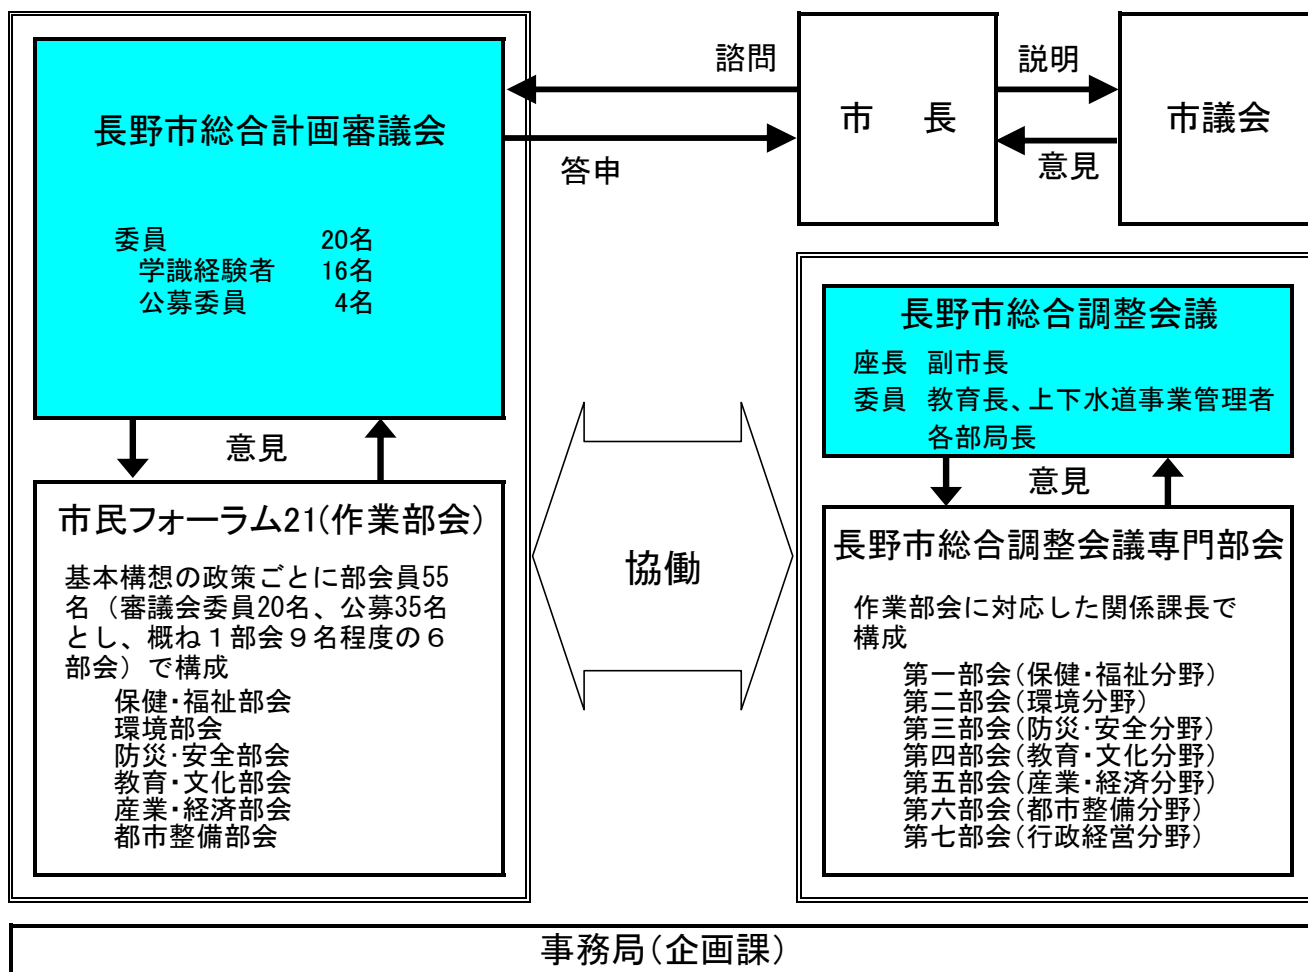 諮問
説明
長野市総合計画審議会
市　長
市議会
答申
意見
委員 20名
学識経験者 16名
公募委員 4名
長野市総合調整会議
座長 副市長
委員 教育長、上下水道事業管理者
各部局長
意見
意見
市民フォーラム21(作業部会)
基本構想の政策ごとに部会員55
名（審議会委員20名、公募35名
とし、概ね１部会９名程度の６
部会）で構成
保健・福祉部会
環境部会
防災・安全部会
教育・文化部会
産業・経済部会
都市整備部会
協働
長野市総合調整会議専門部会
作業部会に対応した関係課長で
構成
第一部会(保健・福祉分野)
第二部会(環境分野)
第三部会(防災・安全分野)
第四部会(教育・文化分野)
第五部会(産業・経済分野)
第六部会(都市整備分野)
第七部会(行政経営分野)
事務局(企画課)